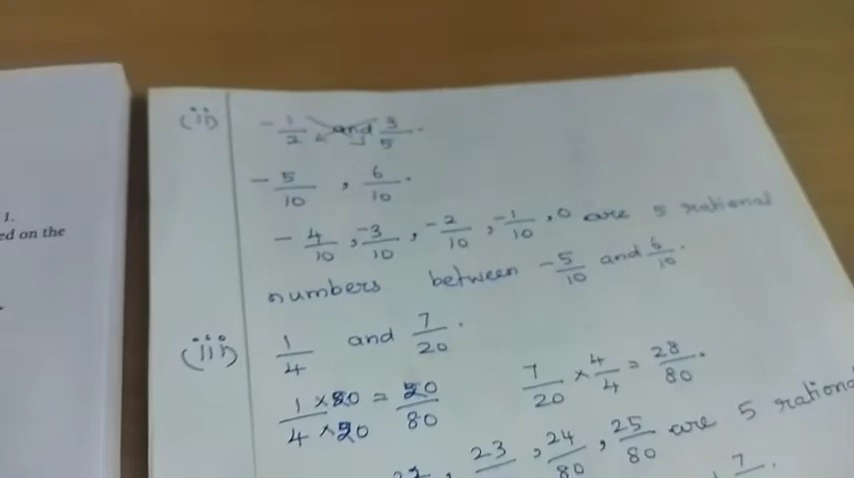 1.
ed on the
(ii) -1/2 and 3/5.
-5/10, 6/10.
-4/10, -3/10, -2/10, -1/10, 0 are 5 rational
numbers between -5/10 and 6/10.
(iii) 1/4 and 7/20.
1×20/4×20 = 20/80 7/20 × 4/4 = 28/80.
23 , 24/80, 25/80 are 5 rationa
7